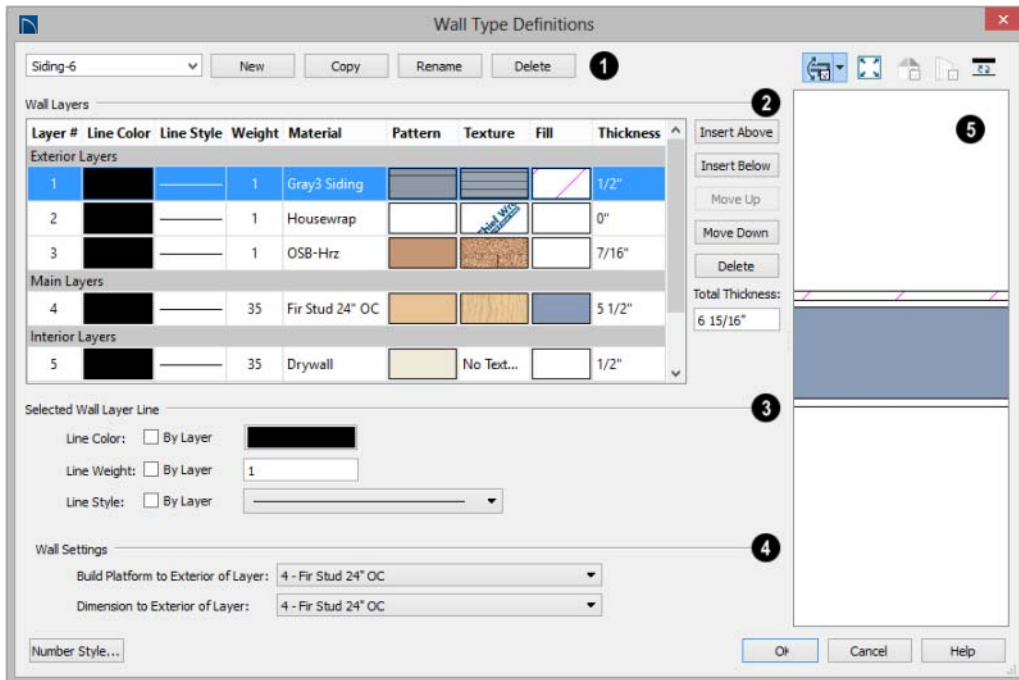 Wall Type Definitions
Siding-6 New Copy Rename Delete 1
Wall Layers 2
Layer # Line Color Line Style Weight Material Pattern Texture Fill Thickness
Exterior Layers
1 1 Gray3 Siding 1/2"
2 1 Housewrap 0"
3 1 OSB-Hrz 7/16"
Main Layers
4 35 Fir Stud 24" OC 5 1/2"
Interior Layers
5 35 Drywall No Text... 1/2"
Insert Above
Insert Below
Move Up
Move Down
Delete
Total Thickness:
6 15/16"
5
Selected Wall Layer Line 3
Line Color: By Layer
Line Weight: By Layer 1
Line Style: By Layer
Wall Settings 4
Build Platform to Exterior of Layer: 4 - Fir Stud 24" OC
Dimension to Exterior of Layer: 4 - Fir Stud 24" OC
Number Style... OK Cancel Help